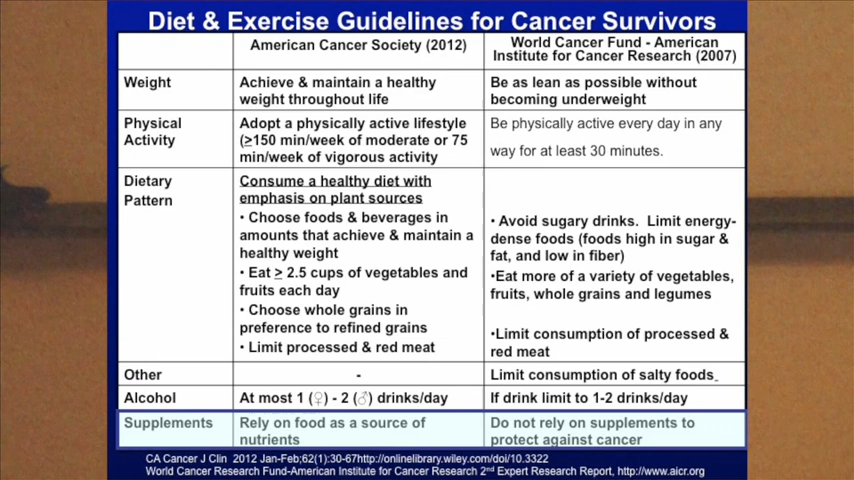 Diet & Exercise Guidelines for Cancer Survivors
American Cancer Society (2012)
World Cancer Fund - American
Institute for Cancer Research (2007)
Weight
Achieve & maintain a healthy
weight throughout life
Be as lean as possible without
becoming underweight
Physical
Activity
Adopt a physically active lifestyle
(≥150 min/week of moderate or 75
min/week of vigorous activity
Be physically active every day in any
way for at least 30 minutes.
Dietary
Pattern
Consume a healthy diet with
emphasis on plant sources
• Choose foods & beverages in
amounts that achieve & maintain a
healthy weight
• Eat ≥ 2.5 cups of vegetables and
fruits each day
• Choose whole grains in
preference to refined grains
• Limit processed & red meat
• Avoid sugary drinks. Limit energy-
dense foods (foods high in sugar &
fat, and low in fiber)
•Eat more of a variety of vegetables,
fruits, whole grains and legumes
•Limit consumption of processed &
red meat
Other
-
Limit consumption of salty foods
Alcohol
At most 1 (♀) - 2 (♂) drinks/day
If drink limit to 1-2 drinks/day
Supplements
Rely on food as a source of
nutrients
Do not rely on supplements to
protect against cancer
CA Cancer J Clin 2012 Jan-Feb;62(1):30-67http://onlinelibrary.wiley.com/doi/10.3322
World Cancer Research Fund-American Institute for Cancer Research 2nd Expert Research Report, http://www.aicr.org